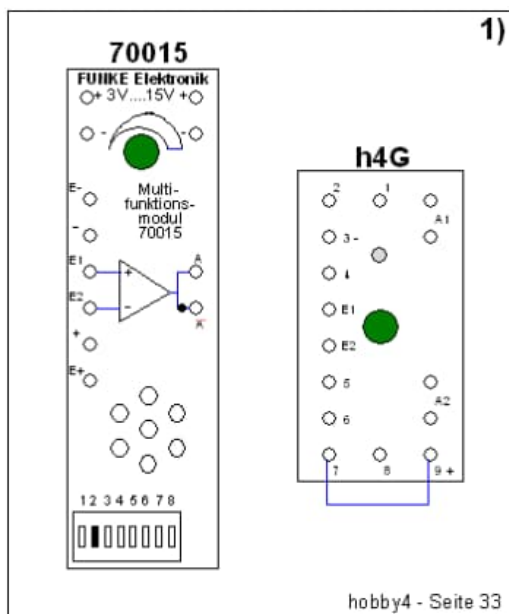 1)
70015
FUNKE Elektronik
+ 3V....15V +
- -
Multi-
funktions-
modul
70015
E-
-
E1
+
A
E2
-
A
+
E+
1 2 3 4 5 6 7 8
h4G
2
1
A1
3 -
4
E1
E2
5
A2
6
7
8
9 +
hobby4 - Seite 33